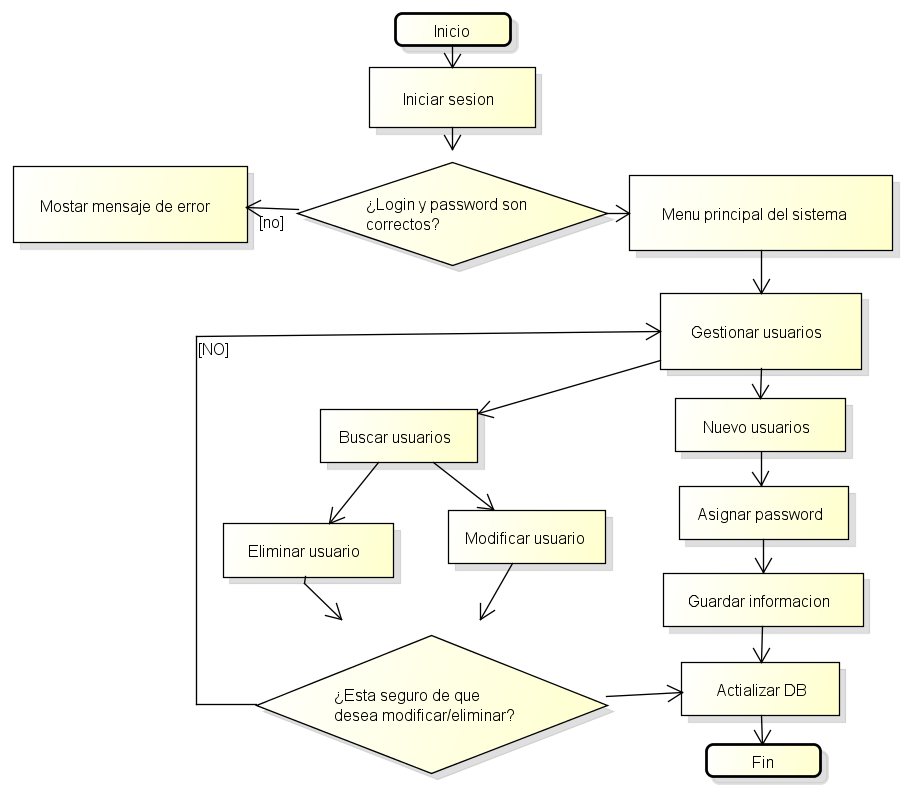 Inicio
Iniciar sesion
¿Login y password son
correctos?
Mostar mensaje de error
[no]
Menu principal del sistema
Gestionar usuarios
[NO]
Buscar usuarios
Nuevo usuarios
Asignar password
Eliminar usuario
Modificar usuario
Guardar informacion
¿Esta seguro de que
desea modificar/eliminar?
Actializar DB
Fin